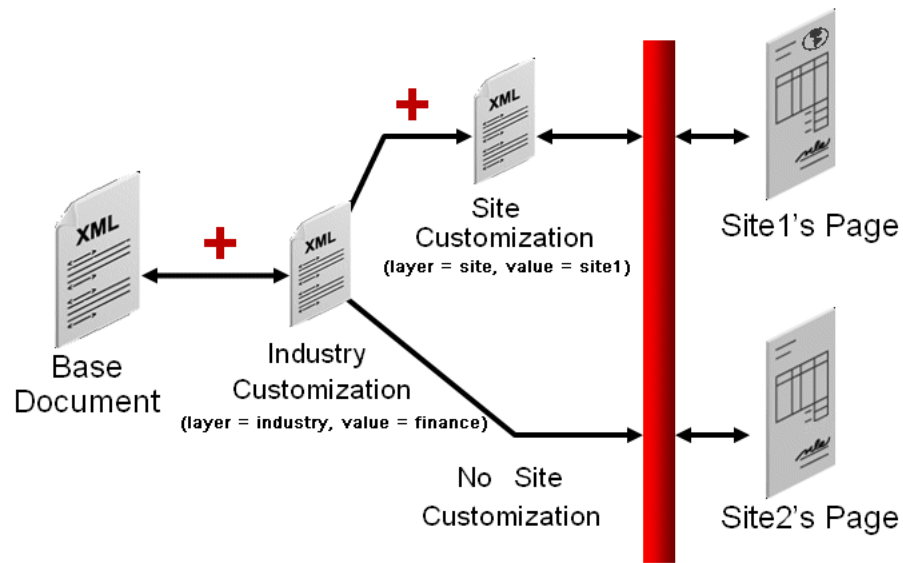 XML
Site
Customization
(layer = site, value = site1)
Site1's Page
XML
Base
Document
XML
Industry
Customization
(layer = industry, value = finance)
No Site
Customization
Site2's Page